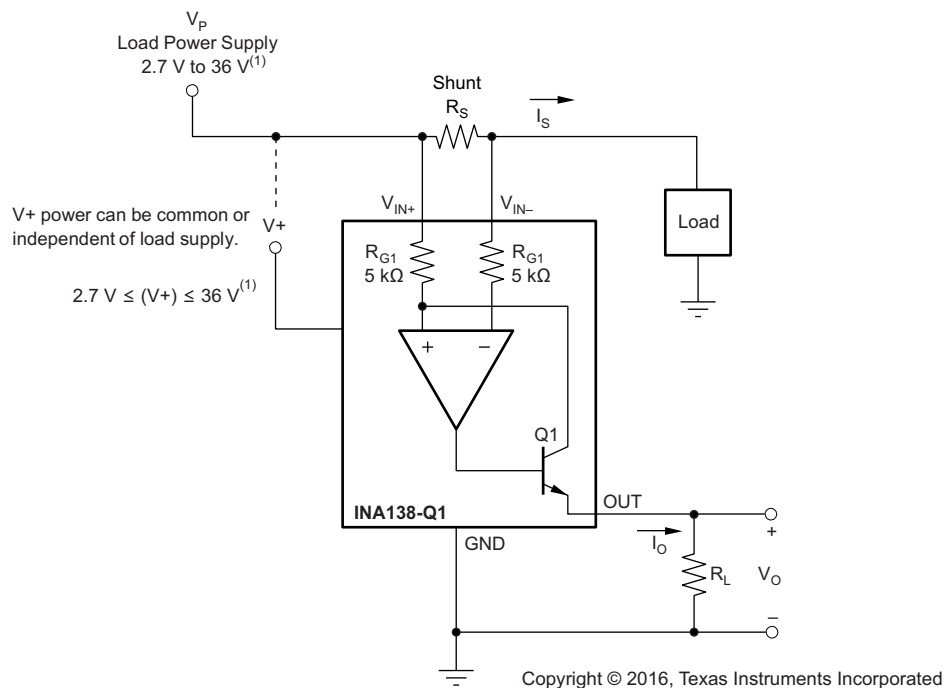 V_P
Load Power Supply
2.7 V to 36 V^(1)
Shunt
R_S
I_S
V+ power can be common or
independent of load supply.
V+
2.7 V ≤ (V+) ≤ 36 V^(1)
V_IN+
V_IN–
R_G1
5 kΩ
R_G1
5 kΩ
Load
+
–
Q1
INA138-Q1
OUT
GND
I_O
R_L
+
V_O
–
Copyright © 2016, Texas Instruments Incorporated